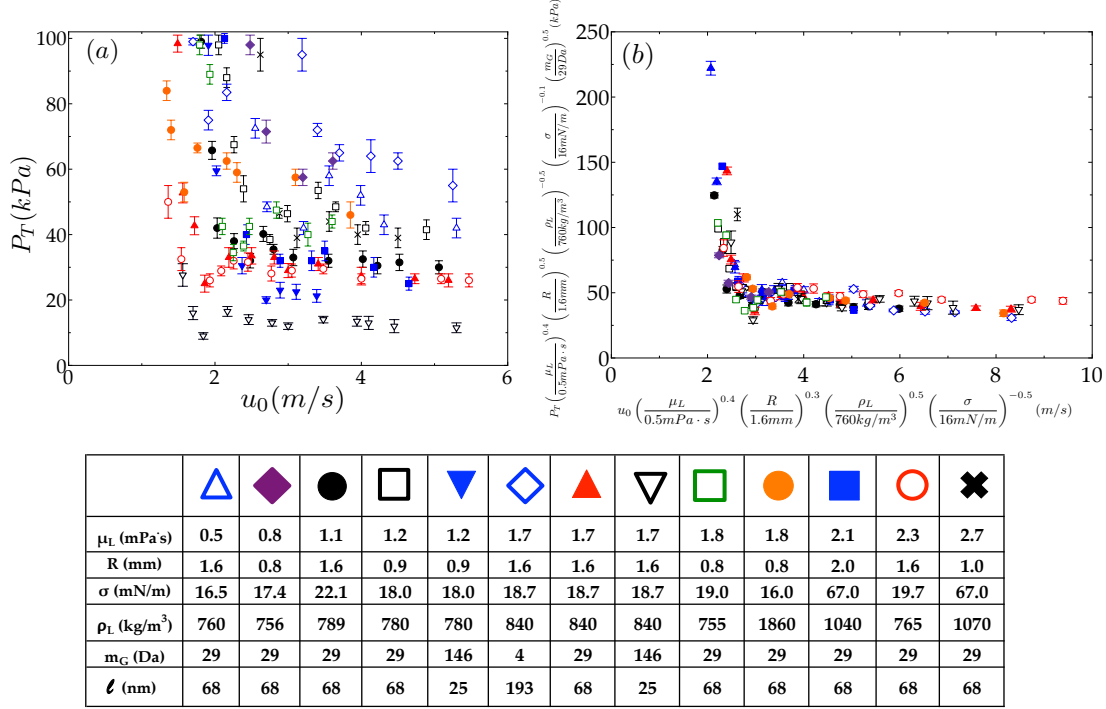 (a)
100
80
60
40
20
0
P_T (kPa)
0 2 4 6
u_0 (m/s)
(b)
250
200
150
100
50
0
P_T (μ_L / 0.5mPa · s)^0.4 (R / 1.6mm)^0.5 (ρ_L / 760kg/m^3)^-0.5 (σ / 16mN/m)^-0.1 (m_G / 29Da)^0.5 (kPa)
0 2 4 6 8 10
u_0 (μ_L / 0.5mPa · s)^0.4 (R / 1.6mm)^0.3 (ρ_L / 760kg/m^3)^0.5 (σ / 16mN/m)^-0.5 (m/s)
μ_L (mPa·s) 0.5 0.8 1.1 1.2 1.2 1.7 1.7 1.7 1.8 1.8 2.1 2.3 2.7
R (mm) 1.6 0.8 1.6 0.9 0.9 1.6 1.6 1.6 0.8 0.8 2.0 1.6 1.0
σ (mN/m) 16.5 17.4 22.1 18.0 18.0 18.7 18.7 18.7 19.0 16.0 67.0 19.7 67.0
ρ_L (kg/m^3) 760 756 789 780 780 840 840 840 755 1860 1040 765 1070
m_G (Da) 29 29 29 29 146 4 29 146 29 29 29 29 29
ℓ (nm) 68 68 68 68 25 193 68 25 68 68 68 68 68